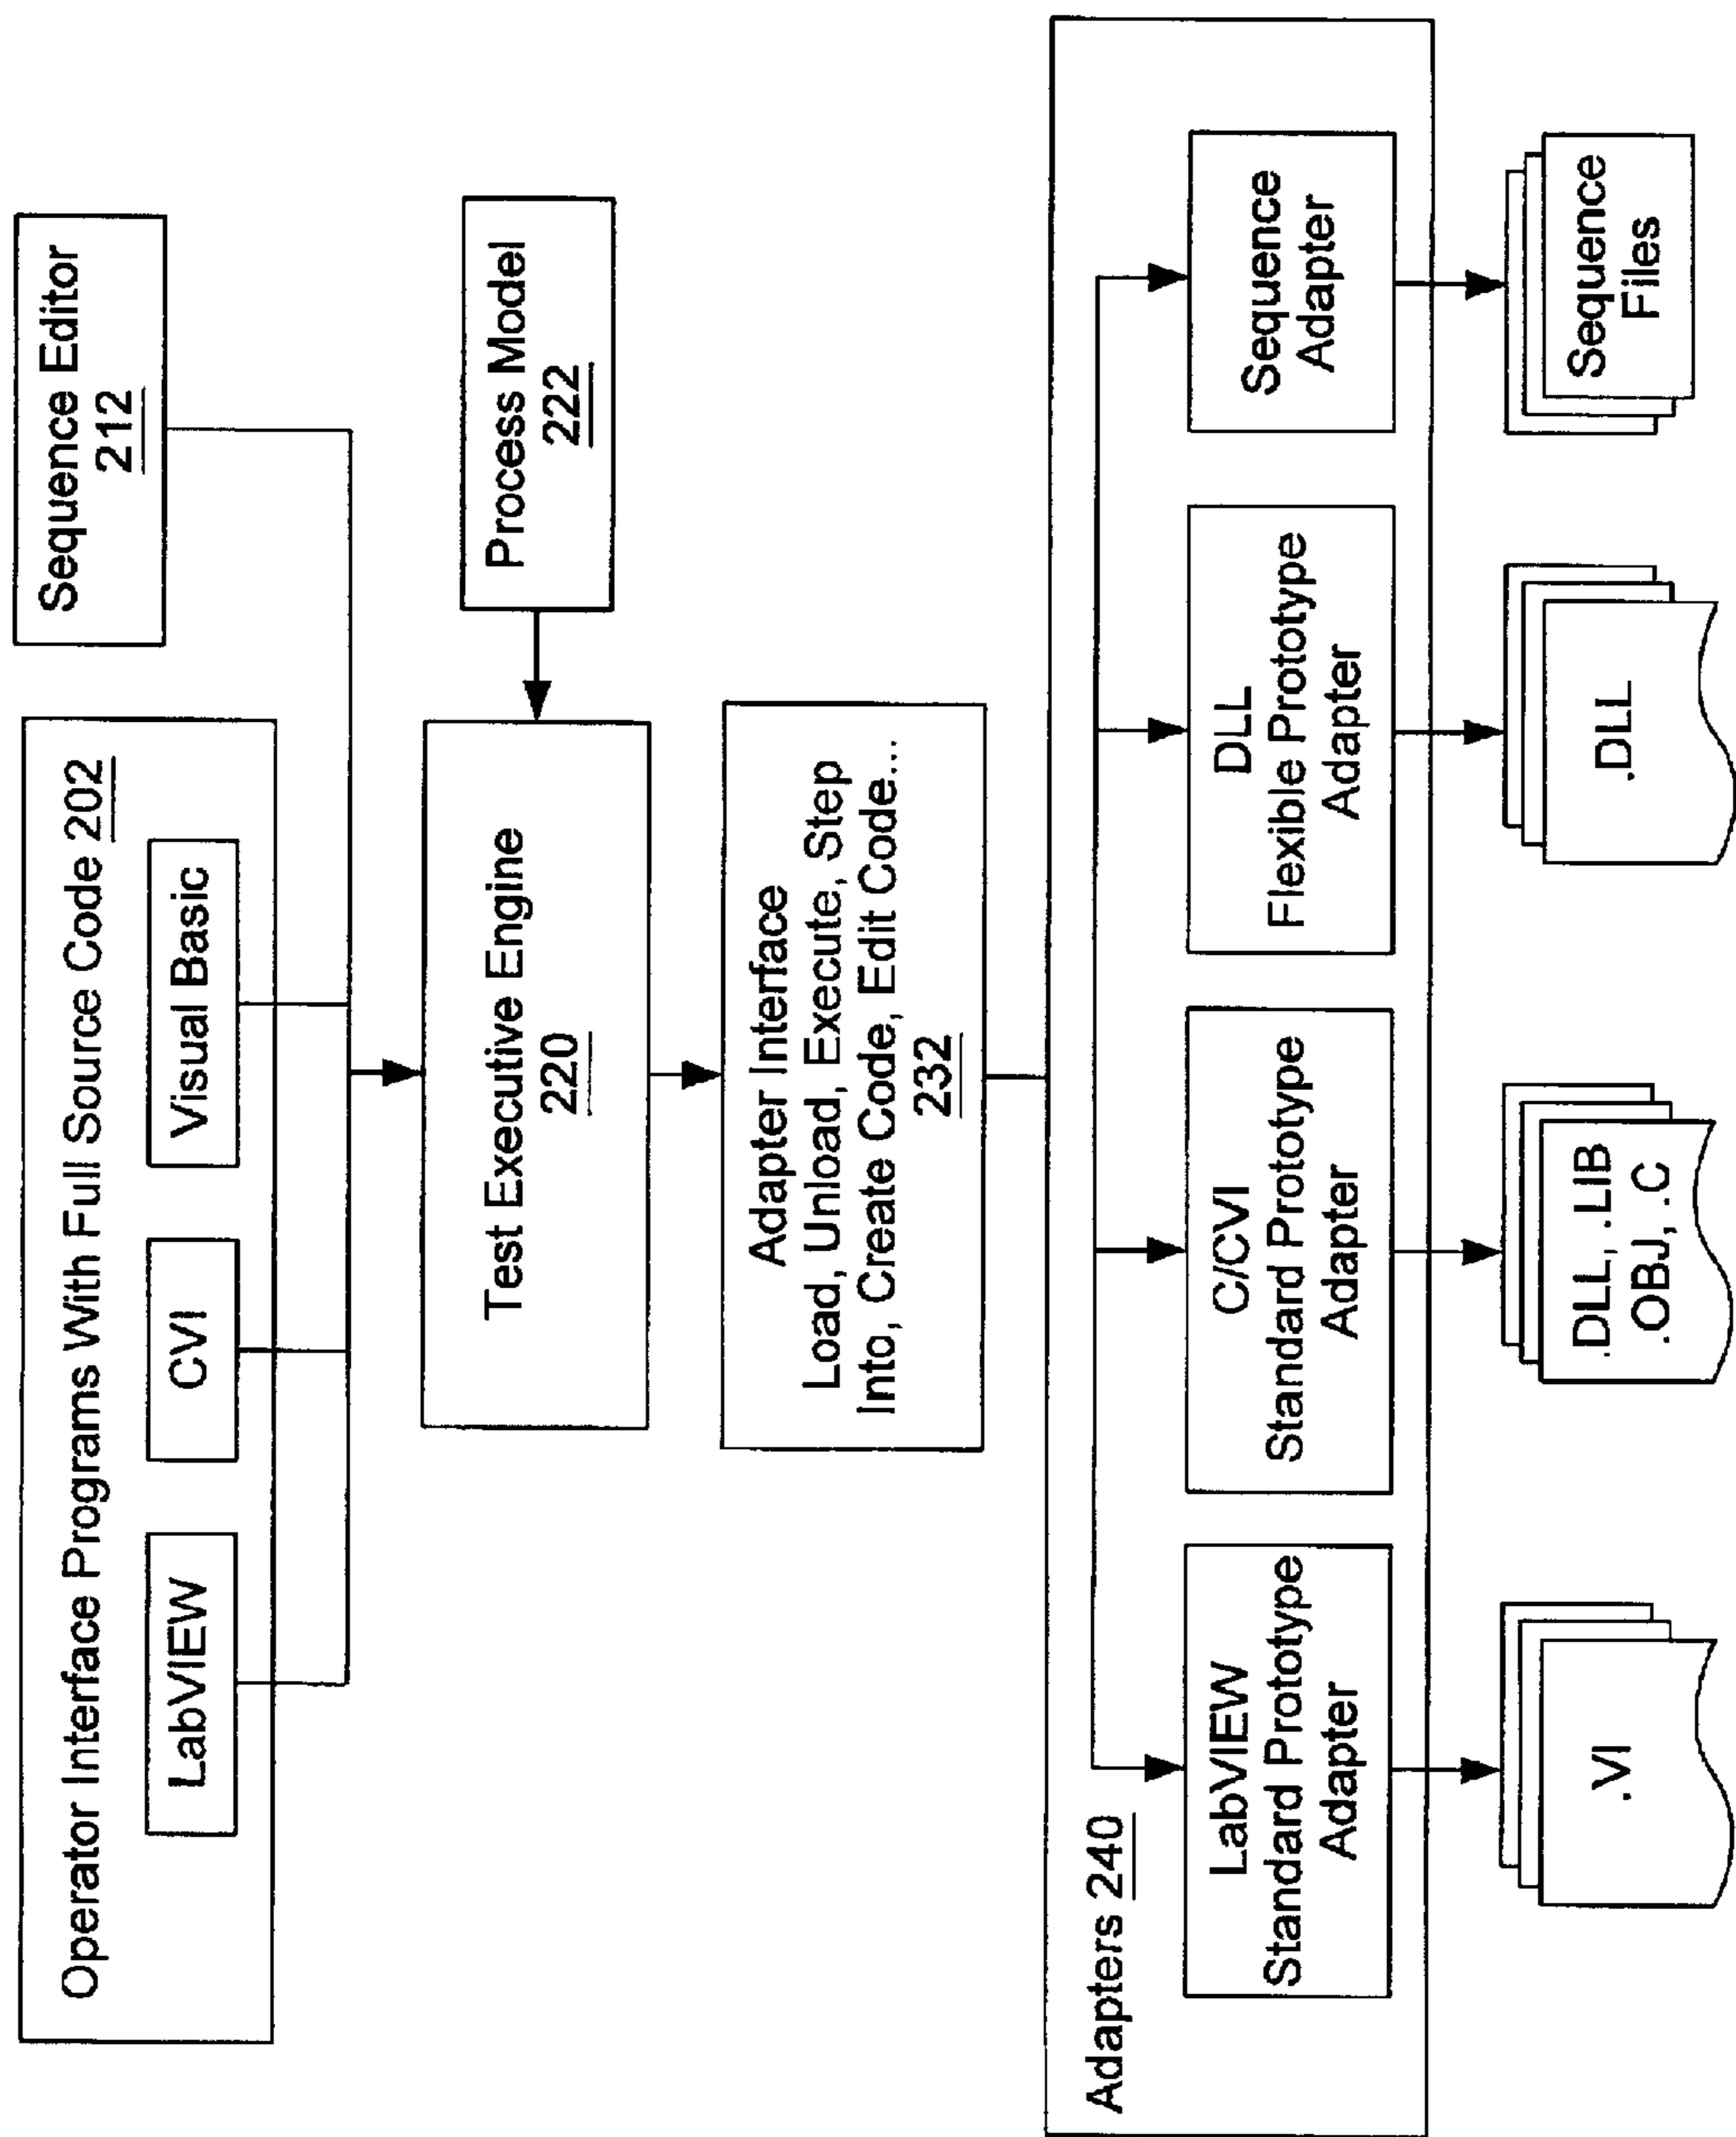 Operator Interface Programs With Full Source Code 202
LabVIEW
CVI
Visual Basic
Sequence Editor
212
Test Executive Engine
220
Process Model
222
Adapter Interface
Load, Unload, Execute, Step
Into, Create Code, Edit Code...
232
Adapters 240
LabVIEW
Standard Prototype
Adapter
C/CVI
Standard Prototype
Adapter
DLL
Flexible Prototype
Adapter
Sequence
Adapter
.VI
.DLL, .LIB
.OBJ, .C
.DLL
Sequence
Files